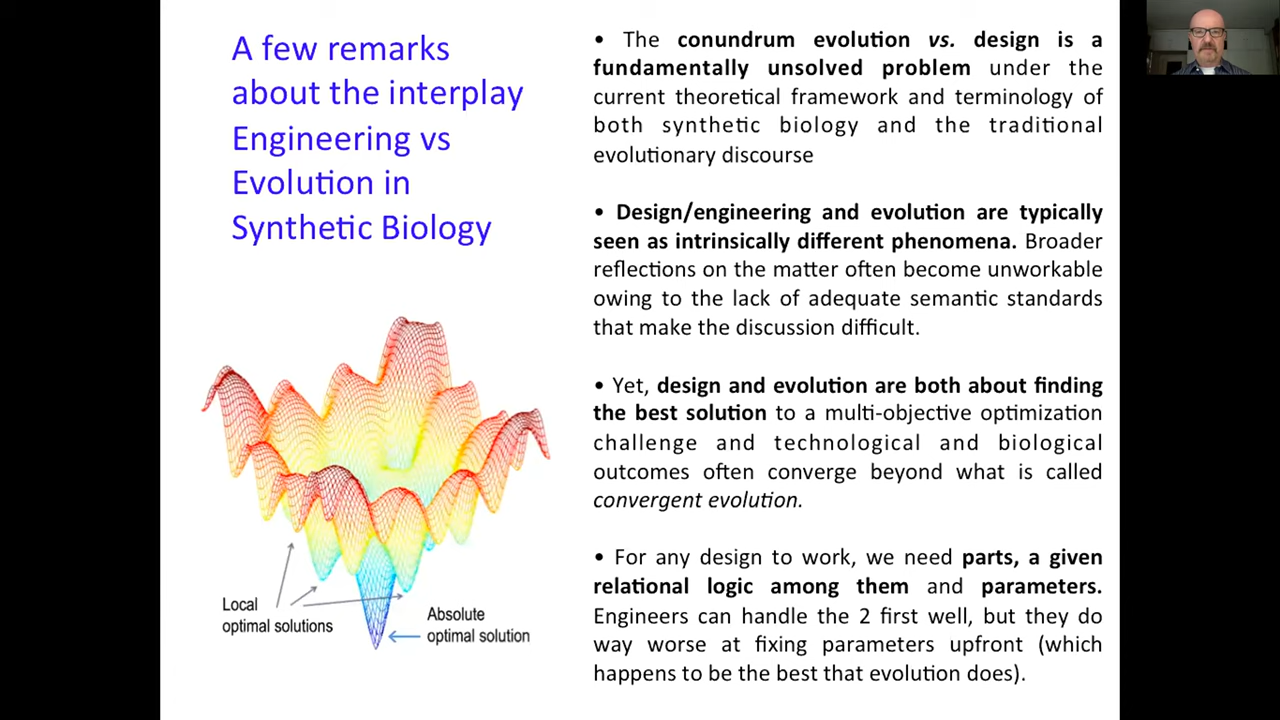 A few remarks
about the interplay
Engineering vs
Evolution in
Synthetic Biology
• The conundrum evolution vs. design is a
fundamentally unsolved problem under the
current theoretical framework and terminology of
both synthetic biology and the traditional
evolutionary discourse
• Design/engineering and evolution are typically
seen as intrinsically different phenomena. Broader
reflections on the matter often become unworkable
owing to the lack of adequate semantic standards
that make the discussion difficult.
• Yet, design and evolution are both about finding
the best solution to a multi-objective optimization
challenge and technological and biological
outcomes often converge beyond what is called
convergent evolution.
• For any design to work, we need parts, a given
relational logic among them and parameters.
Engineers can handle the 2 first well, but they do
way worse at fixing parameters upfront (which
happens to be the best that evolution does).
Local
optimal solutions
Absolute
optimal solution